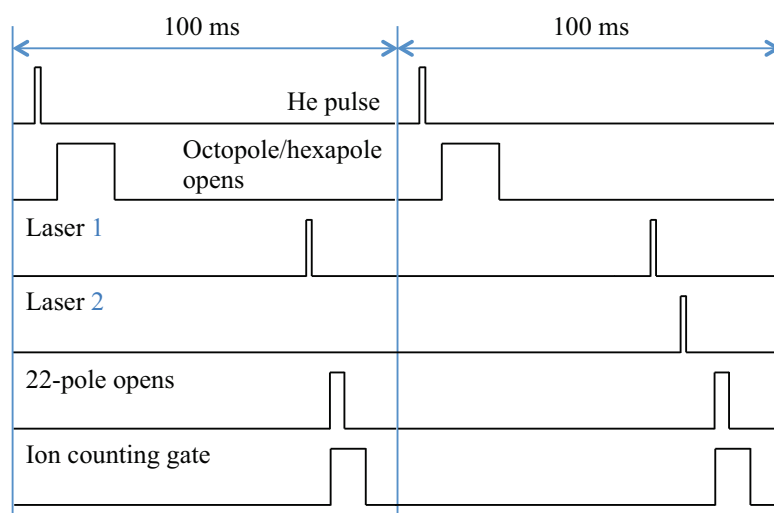 100 ms
100 ms
He pulse
Octopole/hexapole
opens
Laser 1
Laser 2
22-pole opens
Ion counting gate